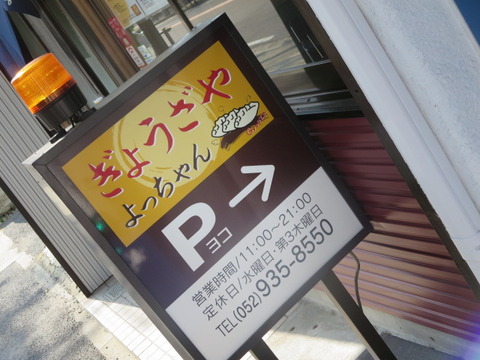 ぎょうざや
よっちゃん
P→
ヨコ
営業時間/11:00~21:00
定休日/水曜日・第3木曜日
TEL(052)935-8550